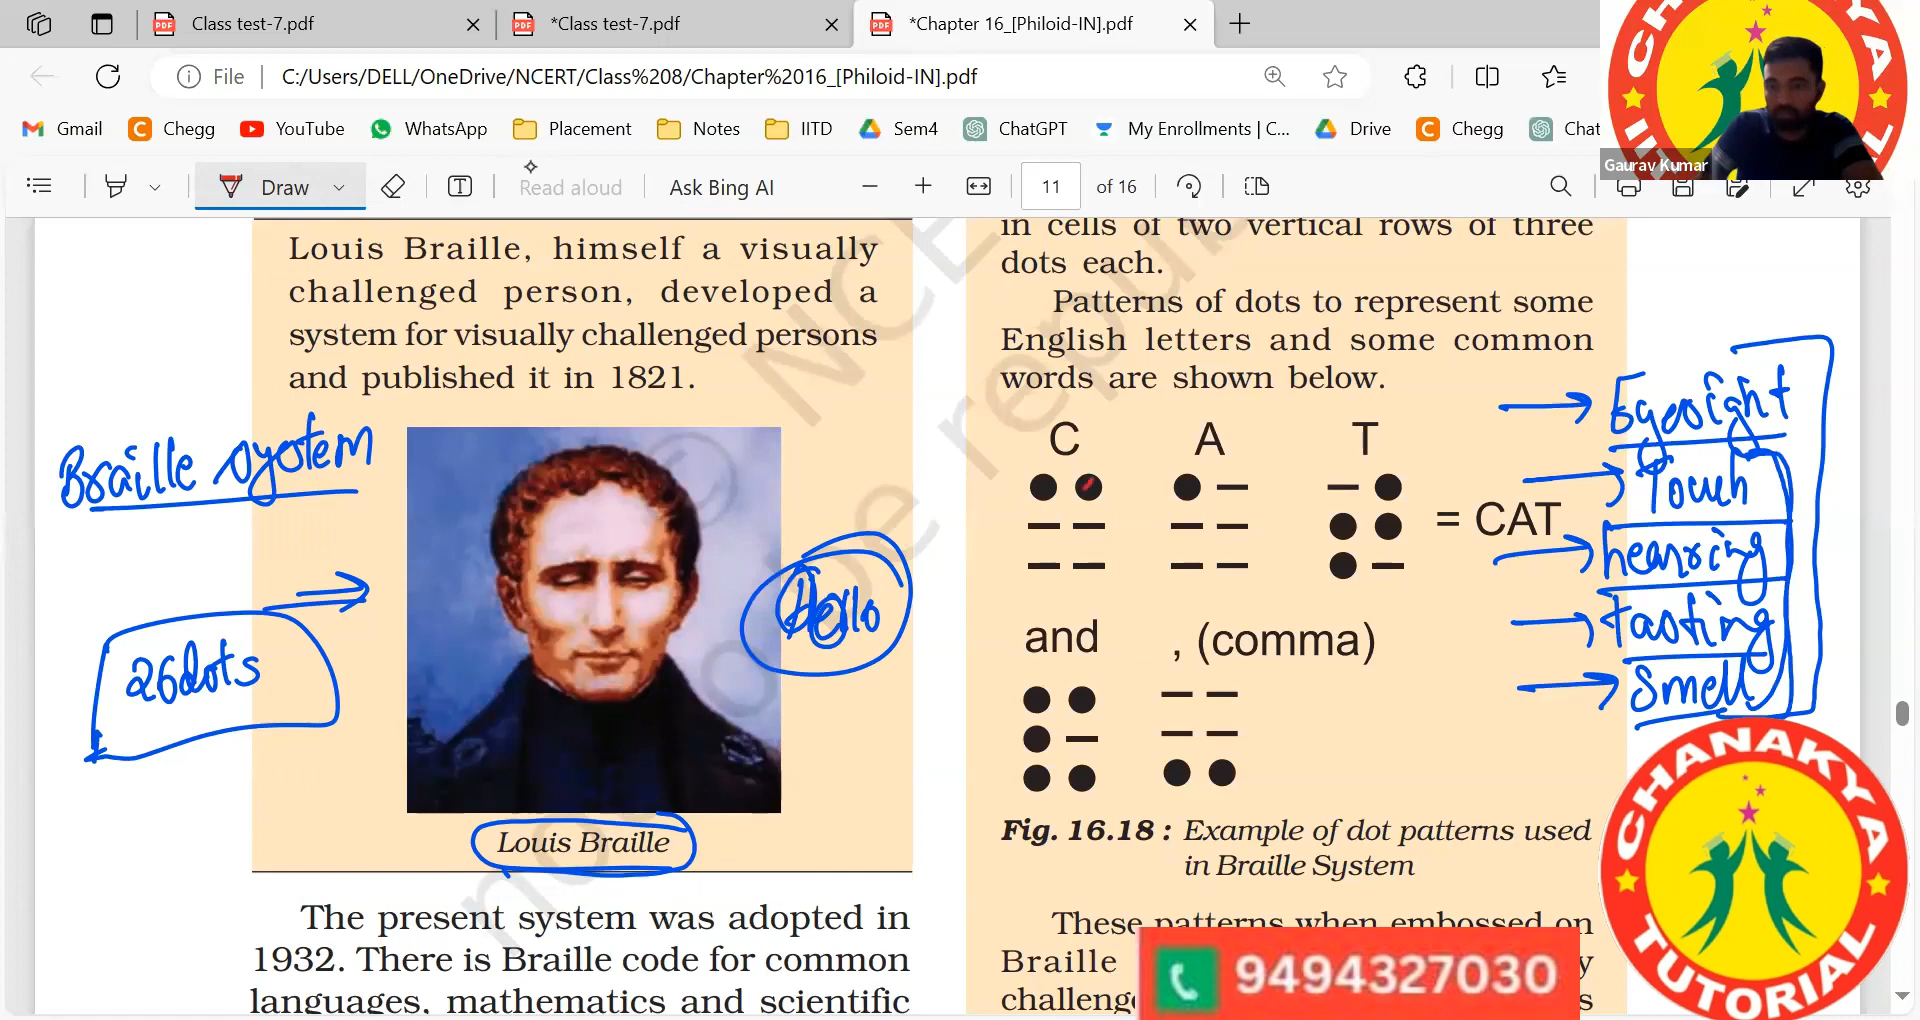 Class test-7.pdf
*Class test-7.pdf
*Chapter 16_[Philoid-IN].pdf
File
C:/Users/DELL/OneDrive/NCERT/Class%208/Chapter%2016_[Philoid-IN].pdf
Gmail
Chegg
YouTube
WhatsApp
Placement
Notes
IITD
Sem4
ChatGPT
My Enrollments | C...
Drive
Chegg
Chat
Gaurav Kumar
Draw
Read aloud
Ask Bing AI
11
of 16
Louis Braille, himself a visually
challenged person, developed a
system for visually challenged persons
and published it in 1821.
Braille system
26 dots
Hello
Louis Braille
The present system was adopted in
1932. There is Braille code for common
languages, mathematics and scientific
in cells of two vertical rows of three
dots each.
Patterns of dots to represent some
English letters and some common
words are shown below.
C A T
= CAT
and , (comma)
Fig. 16.18 : Example of dot patterns used
in Braille System
These patterns when embossed on
Braille
Eyesight
Touch
hearing
tasting
smell
CHANAKYA
TUTORIAL
9494327030